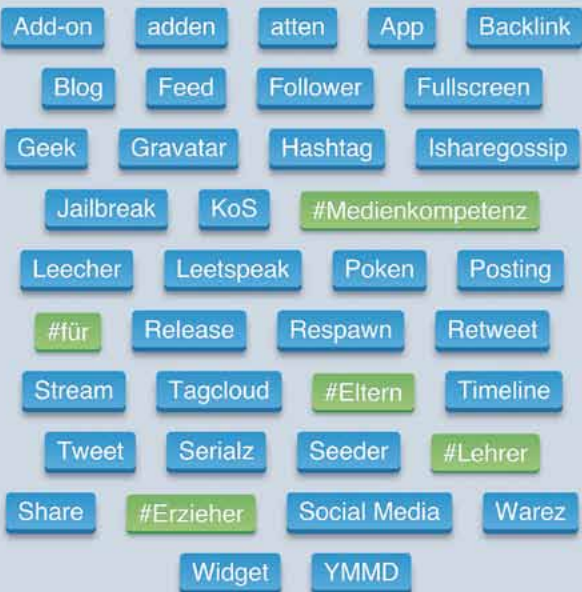 Add-on adden atten App Backlink
Blog Feed Follower Fullscreen
Geek Gravatar Hashtag Isharegossip
Jailbreak KoS #Medienkompetenz
Leecher Leetspeak Poken Posting
#für Release Respawn Retweet
Stream Tagcloud #Eltern Timeline
Tweet Serialz Seeder #Lehrer
Share #Erzieher Social Media Warez
Widget YMMD